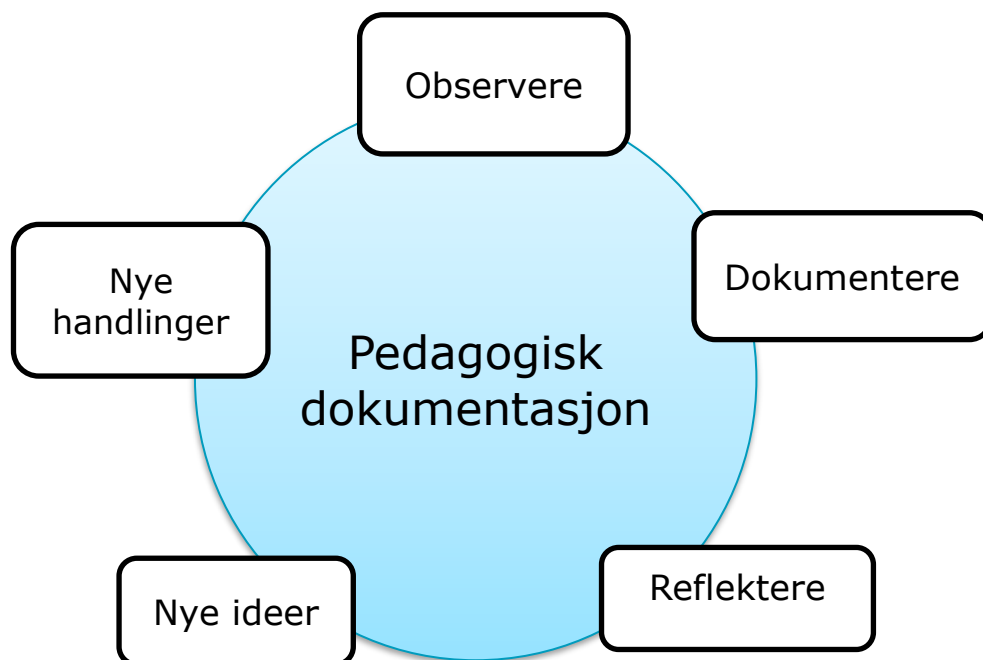 Observere
Dokumentere
Nye
handlinger
Pedagogisk
dokumentasjon
Reflektere
Nye ideer